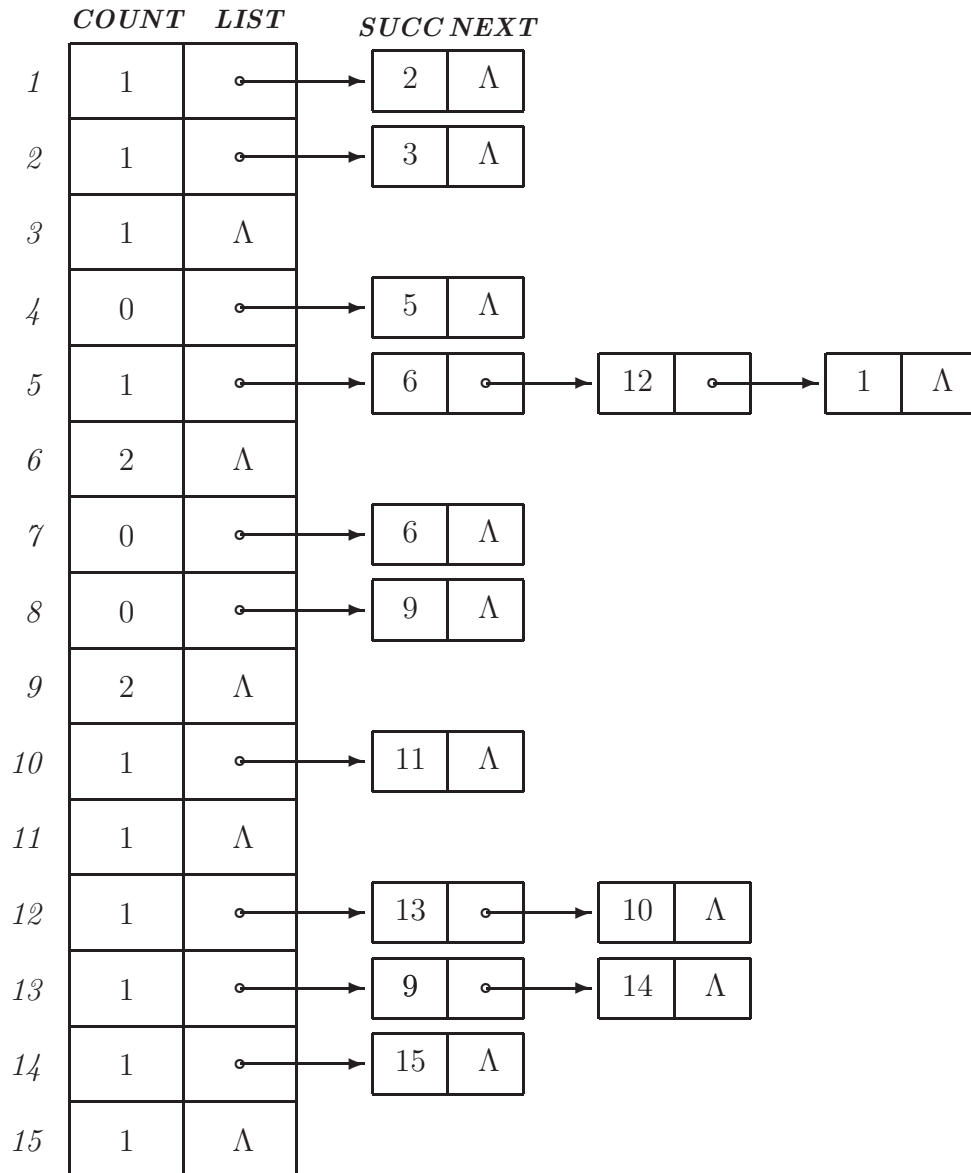 COUNT LIST SUCC NEXT
1 1 2 Λ
2 1 3 Λ
3 1 Λ
4 0 5 Λ
5 1 6 12 1 Λ
6 2 Λ
7 0 6 Λ
8 0 9 Λ
9 2 Λ
10 1 11 Λ
11 1 Λ
12 1 13 10 Λ
13 1 9 14 Λ
14 1 15 Λ
15 1 Λ